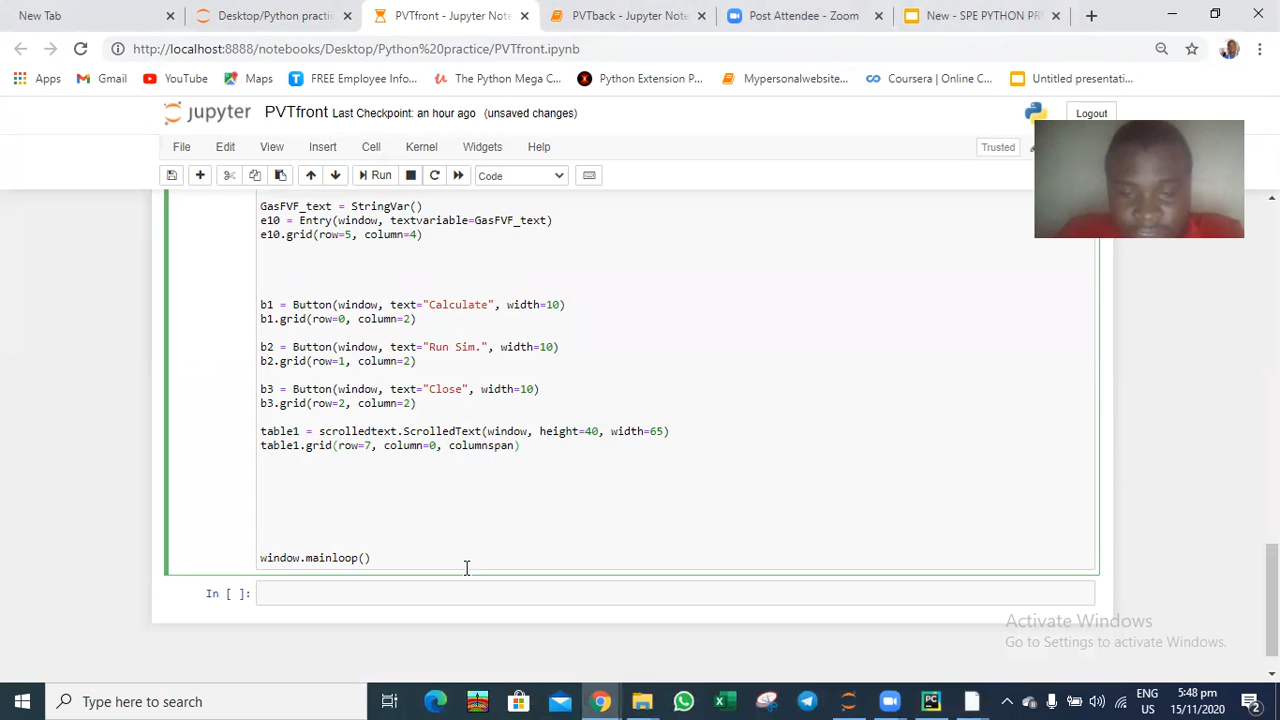 New Tab
Desktop/Python practic
PVTfront - Jupyter Note
PVTback - Jupyter Note
Post Attendee - Zoom
New - SPE PYTHON PR
http://localhost:8888/notebooks/Desktop/Python%20practice/PVTfront.ipynb
Apps
Gmail
YouTube
Maps
FREE Employee Info...
The Python Mega C...
Python Extension P...
Mypersonalwebsite...
Coursera | Online C...
Untitled presentati...
jupyter PVTfront Last Checkpoint: an hour ago (unsaved changes)
Logout
File Edit View Insert Cell Kernel Widgets Help
Trusted
Run
Code
GasFVF_text = StringVar()
e10 = Entry(window, textvariable=GasFVF_text)
e10.grid(row=5, column=4)
b1 = Button(window, text="Calculate", width=10)
b1.grid(row=0, column=2)
b2 = Button(window, text="Run Sim.", width=10)
b2.grid(row=1, column=2)
b3 = Button(window, text="Close", width=10)
b3.grid(row=2, column=2)
table1 = scrolledtext.ScrolledText(window, height=40, width=65)
table1.grid(row=7, column=0, columnspan)
window.mainloop()
In [ ]:
Activate Windows
Go to Settings to activate Windows.
Type here to search
ENG
US
5:48 pm
15/11/2020
2